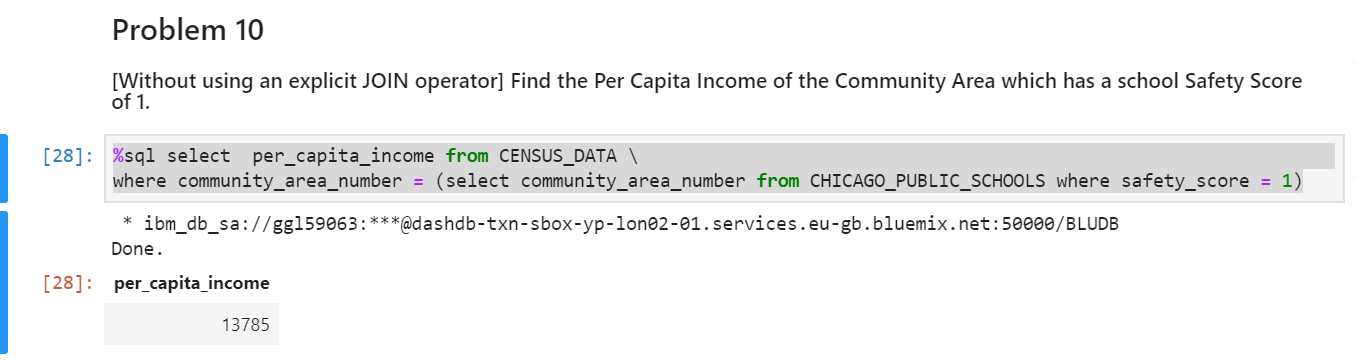 Problem 10
[Without using an explicit JOIN operator] Find the Per Capita Income of the Community Area which has a school Safety Score
of 1.
[28]: %sql select  per_capita_income from CENSUS_DATA \
where community_area_number = (select community_area_number from CHICAGO_PUBLIC_SCHOOLS where safety_score = 1)
* ibm_db_sa://ggl59063:***@dashdb-txn-sbox-yp-lon02-01.services.eu-gb.bluemix.net:50000/BLUDB
Done.
[28]: per_capita_income
13785